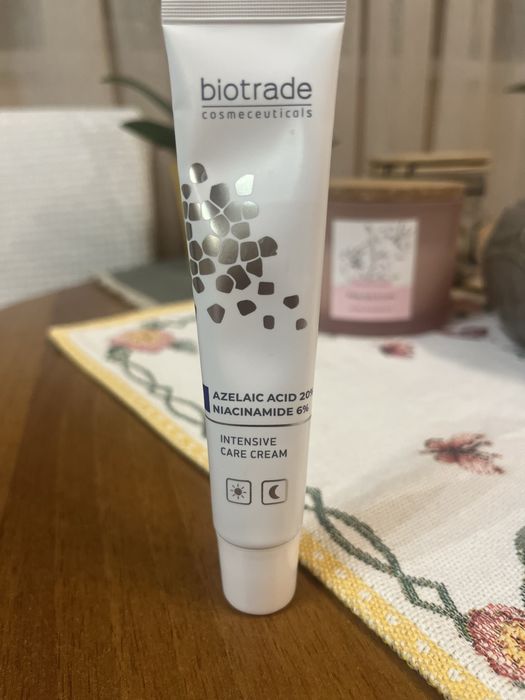 biotrade
cosmeceuticals
AZELAIC ACID 20%
NIACINAMIDE 6%
INTENSIVE
CARE CREAM